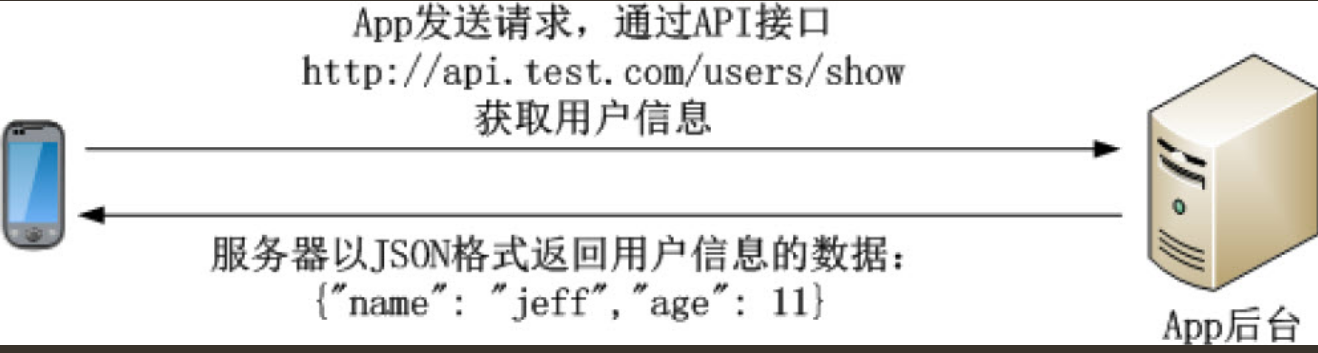 App发送请求，通过API接口
http://api.test.com/users/show
获取用户信息
服务器以JSON格式返回用户信息的数据：
{"name": "jeff","age": 11}
App后台